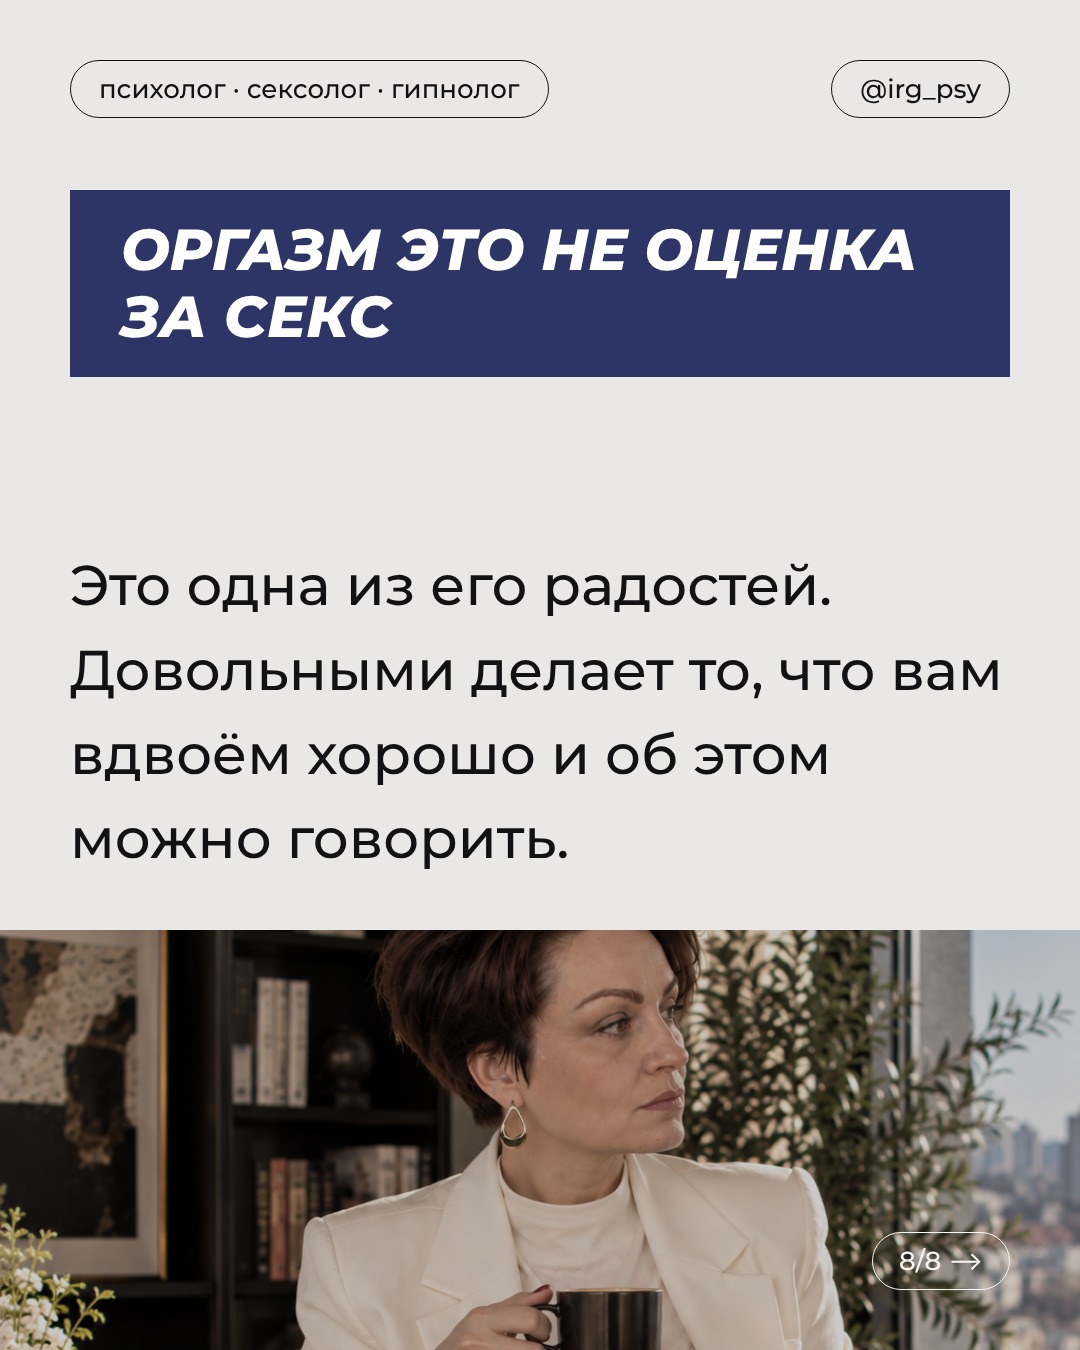 психолог · сексолог · гипнолог
@irg_psy
ОРГАЗМ ЭТО НЕ ОЦЕНКА
ЗА СЕКС
Это одна из его радостей.
Довольными делает то, что вам
вдвоём хорошо и об этом
можно говорить.
8/8 →